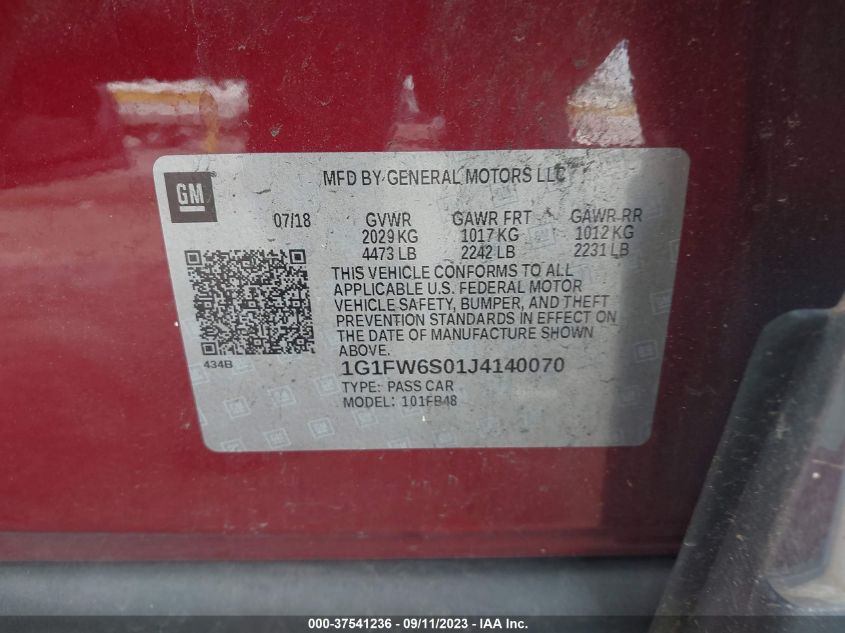 GM
MFD BY GENERAL MOTORS LLC
07/18 GVWR GAWR FRT GAWR RR
2029 KG 1017 KG 1012 KG
4473 LB 2242 LB 2231 LB
THIS VEHICLE CONFORMS TO ALL
APPLICABLE U.S. FEDERAL MOTOR
VEHICLE SAFETY, BUMPER, AND THEFT
PREVENTION STANDARDS IN EFFECT ON
THE DATE OF MANUFACTURE SHOWN
ABOVE.
434B
1G1FW6S01J4140070
TYPE: PASS CAR
MODEL: 101FB48
000-37541236 - 09/11/2023 - IAA Inc.